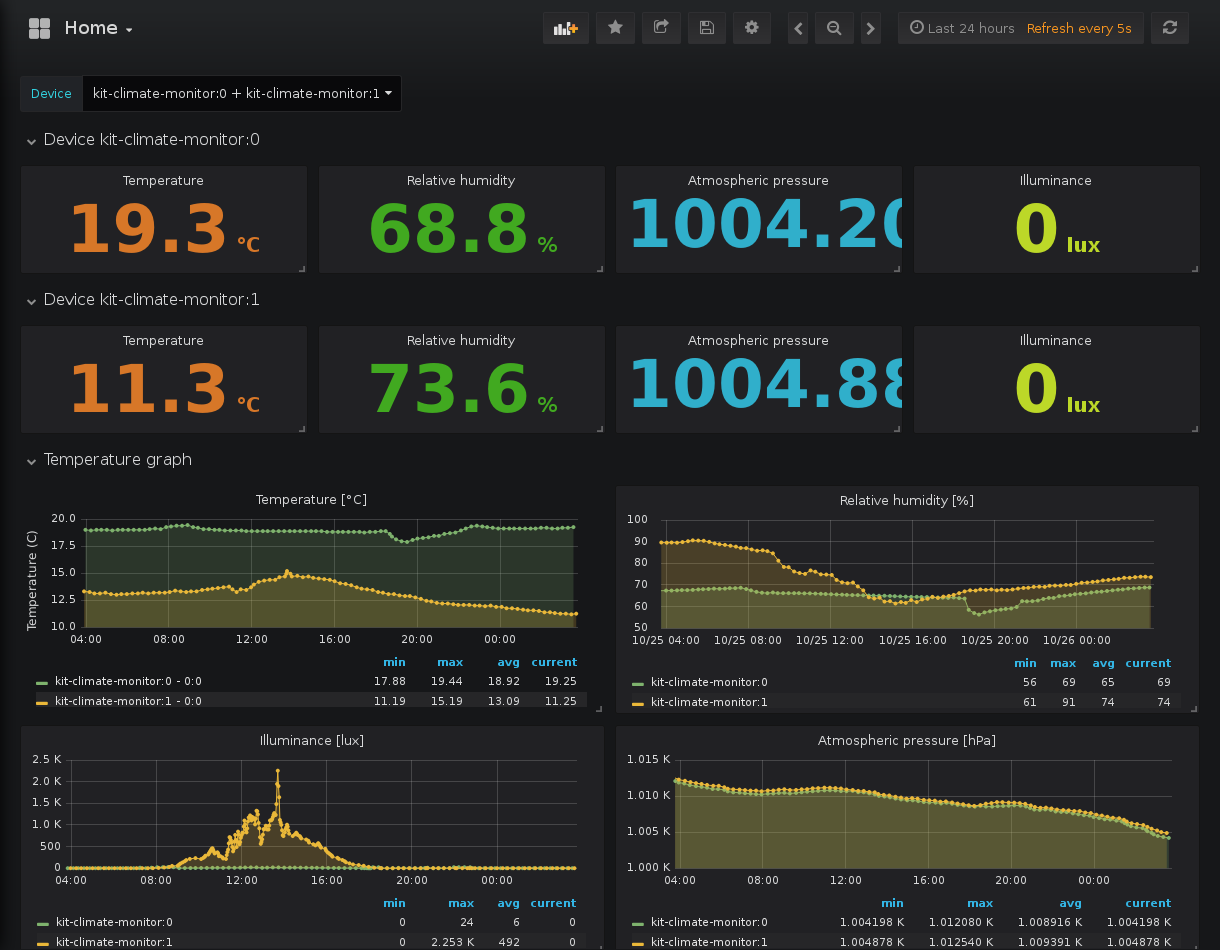 Home
Last 24 hours Refresh every 5s
Device kit-climate-monitor:0 + kit-climate-monitor:1
Device kit-climate-monitor:0
Temperature Relative humidity Atmospheric pressure Illuminance
19.3 °C 68.8 % 1004.20 0 lux
Device kit-climate-monitor:1
Temperature Relative humidity Atmospheric pressure Illuminance
11.3 °C 73.6 % 1004.88 0 lux
Temperature graph
Temperature [°C]
Temperature (C)
20.0
17.5
15.0
12.5
10.0
04:00 08:00 12:00 16:00 20:00 00:00
min max avg current
kit-climate-monitor:0 - 0:0 17.88 19.44 18.92 19.25
kit-climate-monitor:1 - 0:0 11.19 15.19 13.09 11.25
Relative humidity [%]
100
90
80
70
60
50
10/25 04:00 10/25 08:00 10/25 12:00 10/25 16:00 10/25 20:00 10/26 00:00
min max avg current
kit-climate-monitor:0 56 69 65 69
kit-climate-monitor:1 61 91 74 74
Illuminance [lux]
2.5 K
2.0 K
1.5 K
1.0 K
500
0
04:00 08:00 12:00 16:00 20:00 00:00
min max avg current
kit-climate-monitor:0 0 24 6 0
kit-climate-monitor:1 0 2.253 K 492 0
Atmospheric pressure [hPa]
1.015 K
1.010 K
1.005 K
1.000 K
04:00 08:00 12:00 16:00 20:00 00:00
min max avg current
kit-climate-monitor:0 1.004198 K 1.012080 K 1.008916 K 1.004198 K
kit-climate-monitor:1 1.004878 K 1.012540 K 1.009391 K 1.004878 K